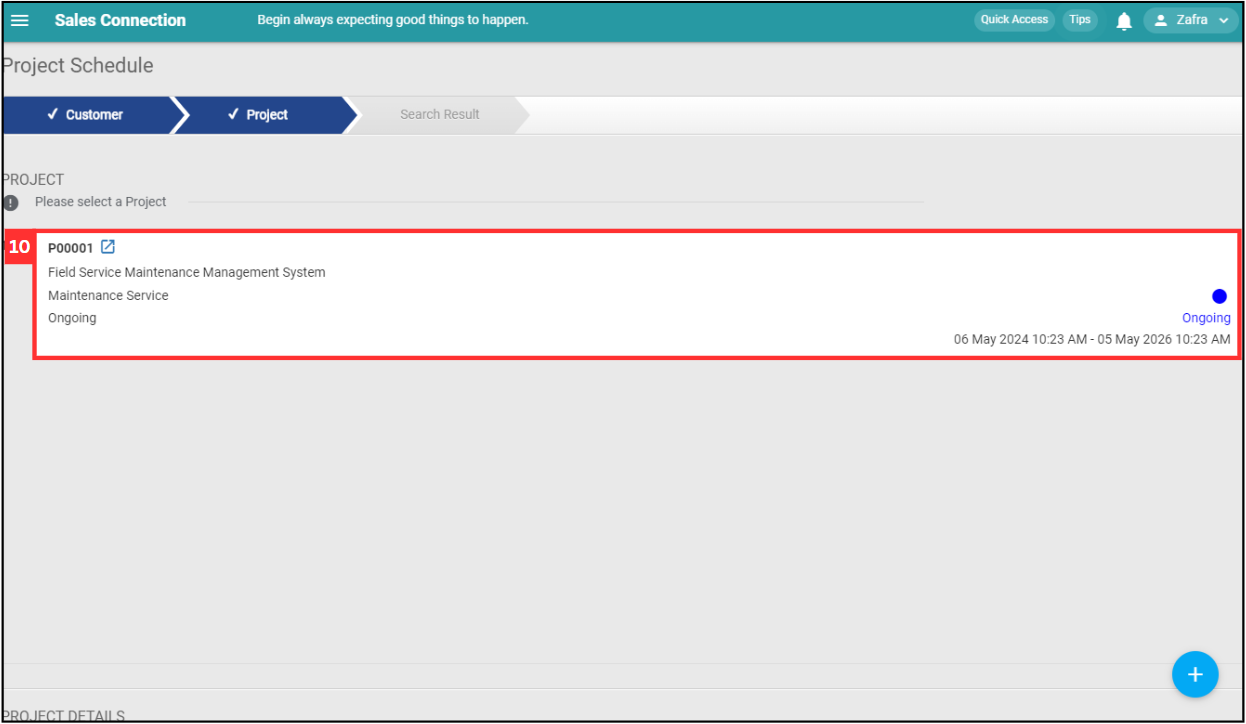 Sales Connection Begin always expecting good things to happen. Quick Access Tips Zafra
Project Schedule
Customer Project Search Result
PROJECT
Please select a Project
10 P00001
Field Service Maintenance Management System
Maintenance Service
Ongoing Ongoing
06 May 2024 10:23 AM - 05 May 2026 10:23 AM
PROJECT DETAILS